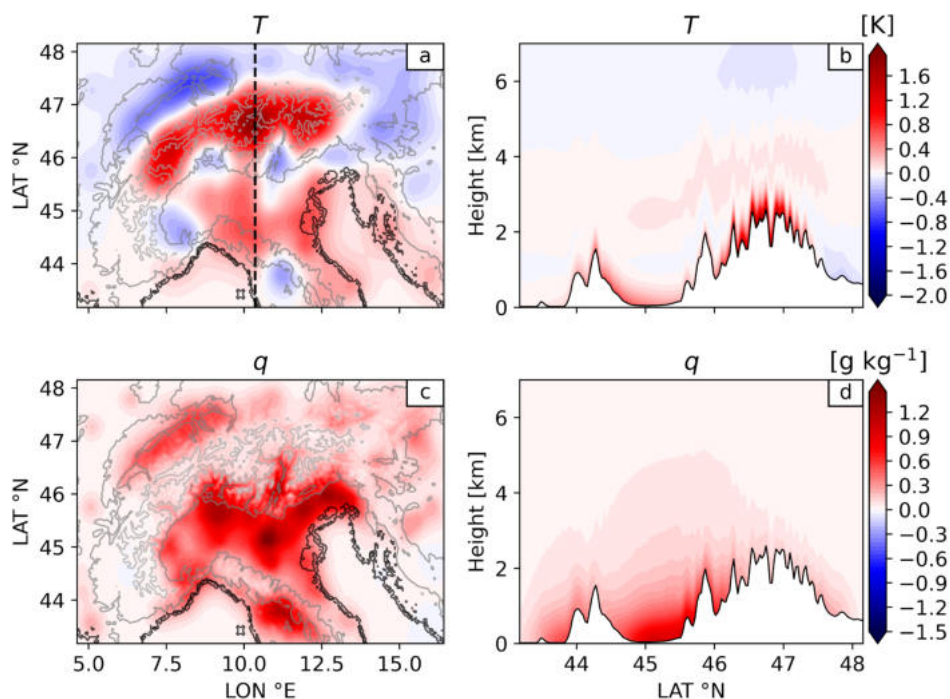 T
T
[K]
a
b
LAT °N
48
47
46
45
44
Height [km]
6
4
2
0
1.6
1.2
0.8
0.4
0.0
−0.4
−0.8
−1.2
−1.6
−2.0
q
q
[g kg⁻¹]
c
d
LAT °N
48
47
46
45
44
Height [km]
6
4
2
0
1.2
0.9
0.6
0.3
0.0
−0.3
−0.6
−0.9
−1.2
−1.5
5.0 7.5 10.0 12.5 15.0
LON °E
44 45 46 47 48
LAT °N